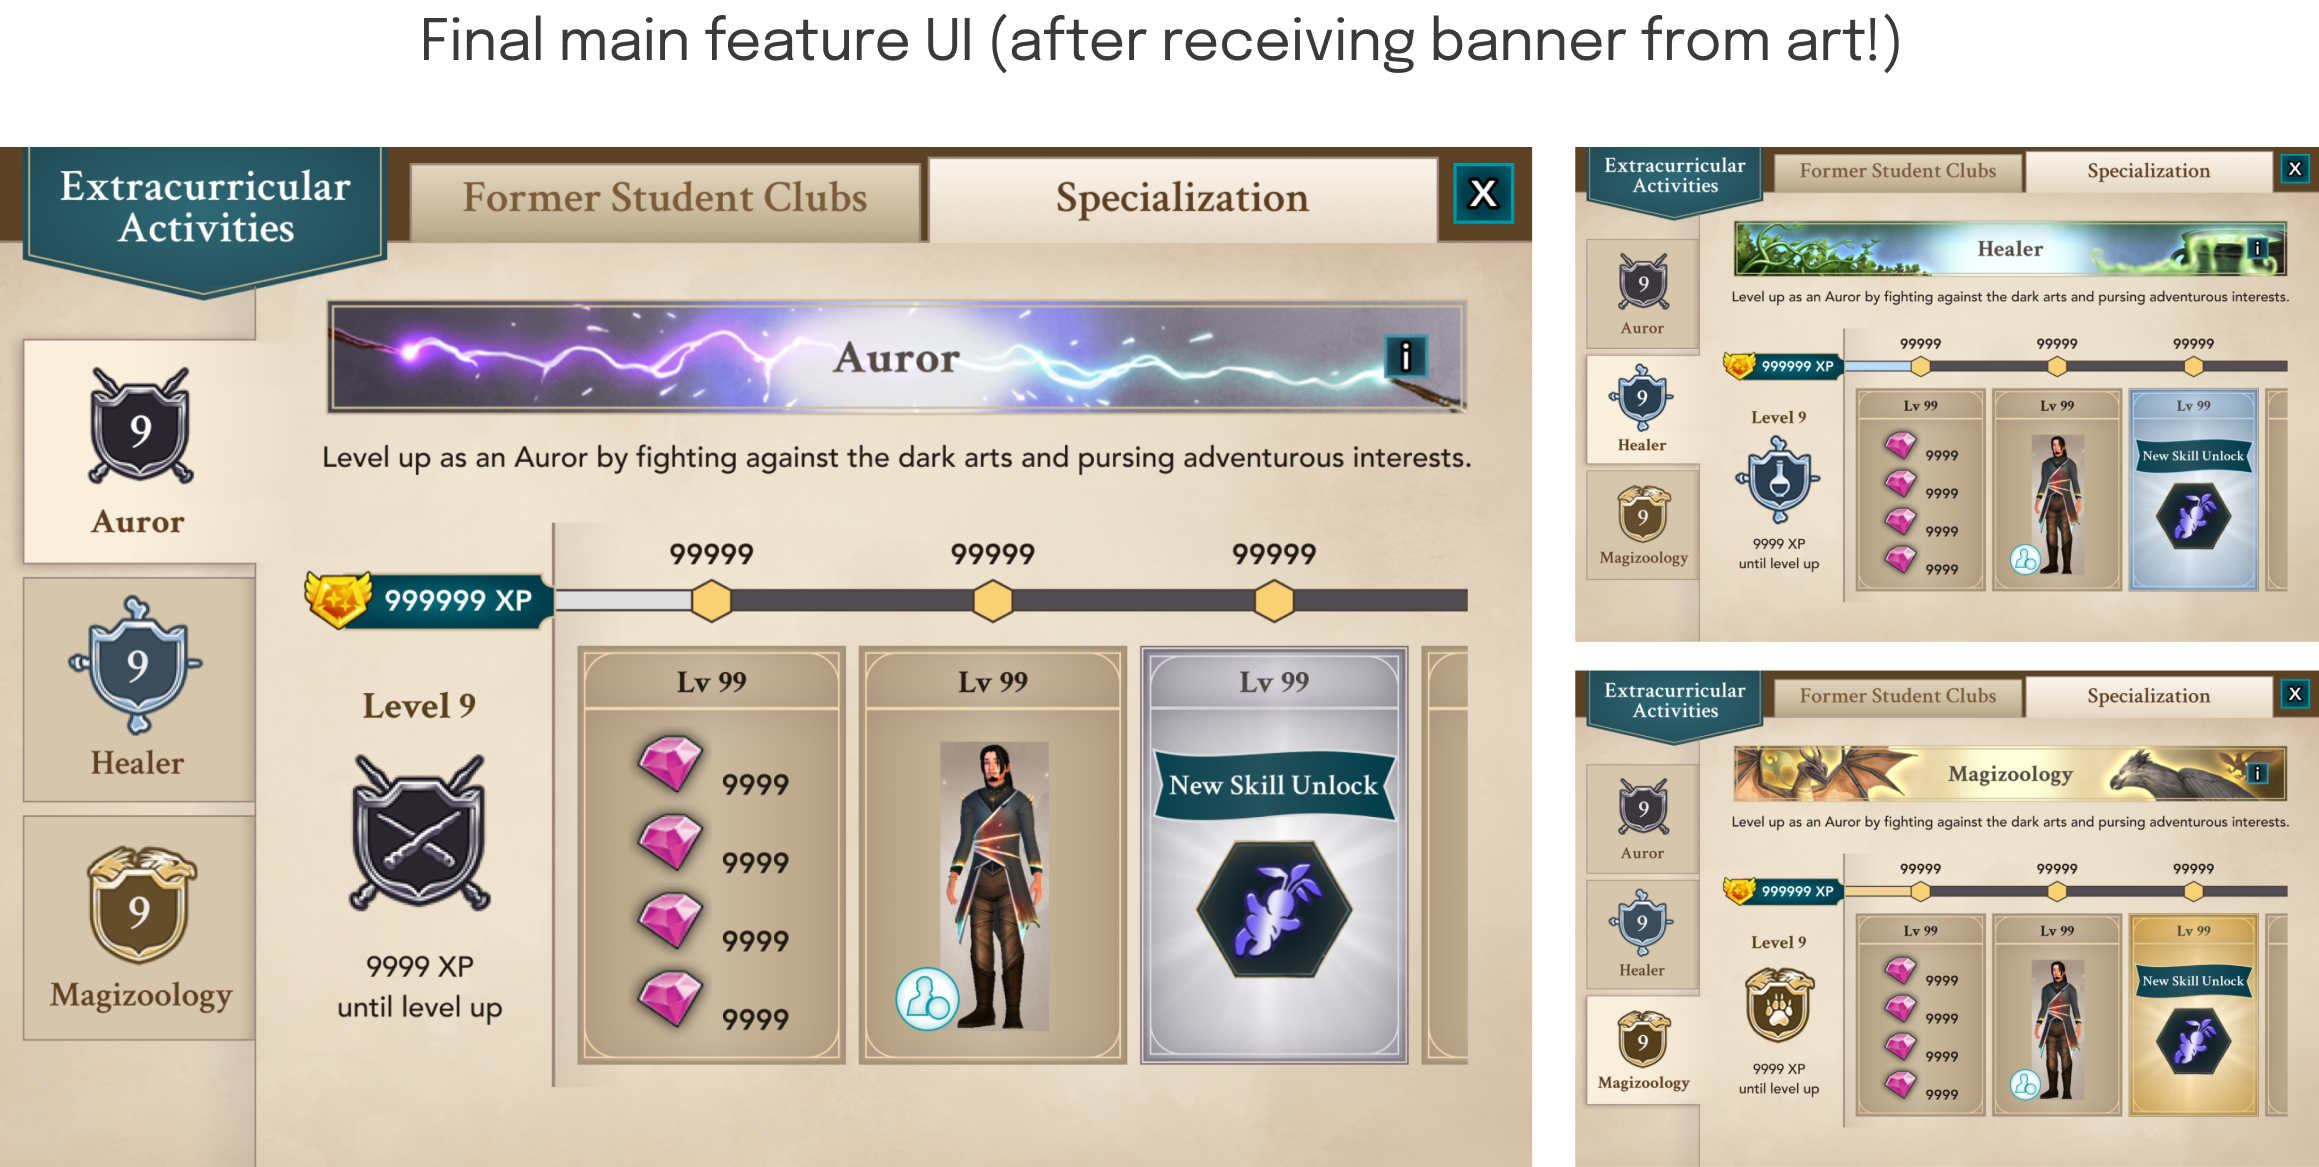 Final main feature UI (after receiving banner from art!)
Extracurricular
Activities
Former Student Clubs
Specialization
X
9
Auror
9
Healer
9
Magizoology
Auror
i
Level up as an Auror by fighting against the dark arts and pursing adventurous interests.
99999
99999
99999
999999 XP
Level 9
9999 XP
until level up
Lv 99
9999
9999
9999
9999
Lv 99
Lv 99
New Skill Unlock
Extracurricular
Activities
Former Student Clubs
Specialization
X
9
Auror
9
Healer
9
Magizoology
Healer
i
Level up as an Auror by fighting against the dark arts and pursing adventurous interests.
99999
99999
99999
999999 XP
Level 9
9999 XP
until level up
Lv 99
9999
9999
9999
9999
Lv 99
Lv 99
New Skill Unlock
Extracurricular
Activities
Former Student Clubs
Specialization
X
9
Auror
9
Healer
9
Magizoology
Magizoology
i
Level up as an Auror by fighting against the dark arts and pursing adventurous interests.
99999
99999
99999
999999 XP
Level 9
9999 XP
until level up
Lv 99
9999
9999
9999
9999
Lv 99
Lv 99
New Skill Unlock